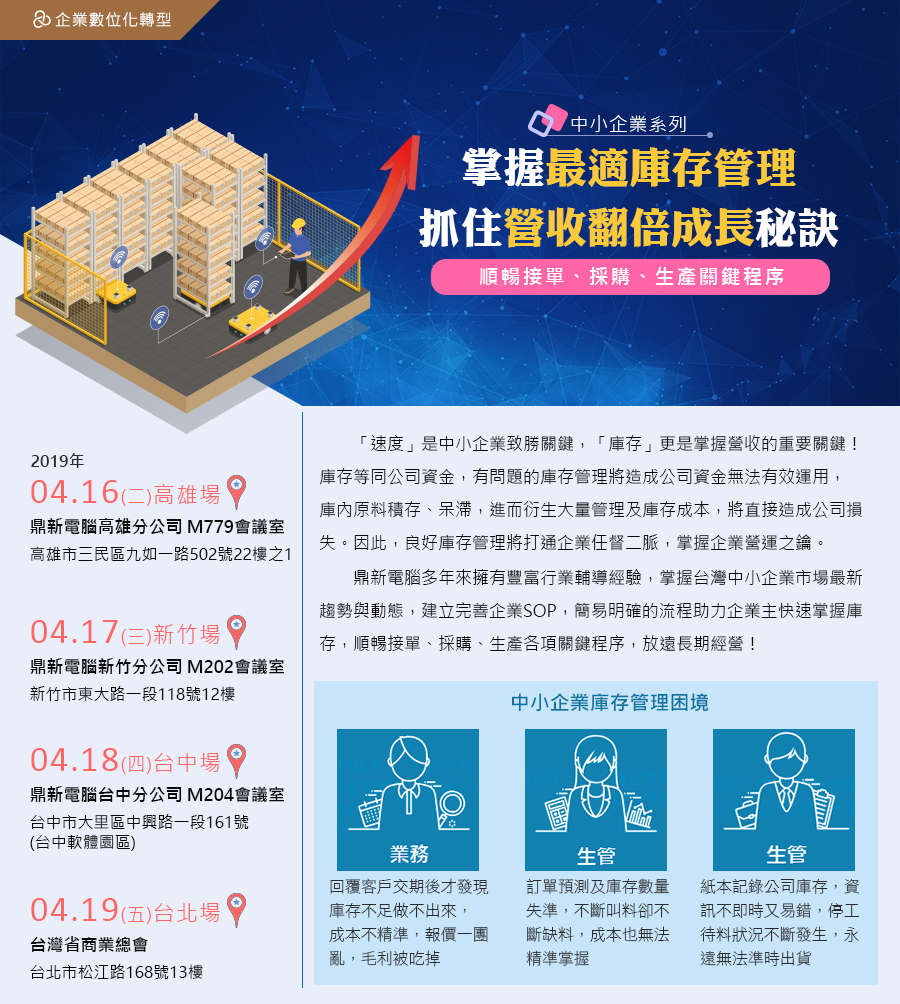 企業數位化轉型
中小企業系列
掌握最適庫存管理
抓住營收翻倍成長秘訣
順暢接單、採購、生產關鍵程序
2019年
04.16(二)高雄場
鼎新電腦高雄分公司 M779會議室
高雄市三民區九如一路502號22樓之1
04.17(三)新竹場
鼎新電腦新竹分公司 M202會議室
新竹市東大路一段118號12樓
04.18(四)台中場
鼎新電腦台中分公司 M204會議室
台中市大里區中興路一段161號
(台中軟體園區)
04.19(五)台北場
台灣省商業總會
台北市松江路168號13樓
「速度」是中小企業致勝關鍵，「庫存」更是掌握營收的重要關鍵！
庫存等同公司資金，有問題的庫存管理將造成公司資金無法有效運用，
庫內原料積存、呆滯，進而衍生大量管理及庫存成本，將直接造成公司損
失。因此，良好庫存管理將打通企業任督二脈，掌握企業營運之鑰。
鼎新電腦多年來擁有豐富行業輔導經驗，掌握台灣中小企業市場最新
趨勢與動態，建立完善企業SOP，簡易明確的流程助力企業主快速掌握庫
存，順暢接單、採購、生產各項關鍵程序，放遠長期經營！
中小企業庫存管理困境
業務
回覆客戶交期後才發現
庫存不足做不出來，
成本不精準，報價一團
亂，毛利被吃掉
生管
訂單預測及庫存數量
失準，不斷叫料卻不
斷缺料，成本也無法
精準掌握
生管
紙本記錄公司庫存，資
訊不即時又易錯，停工
待料狀況不斷發生，永
遠無法準時出貨